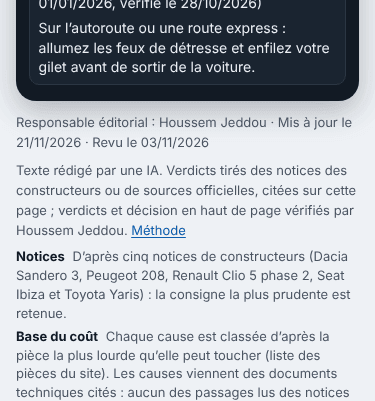 01/01/2026, vérifié le 28/10/2026)
Sur l’autoroute ou une route express :
allumez les feux de détresse et enfilez votre
gilet avant de sortir de la voiture.
Responsable éditorial : Houssem Jeddou · Mis à jour le
21/11/2026 · Revu le 03/11/2026
Texte rédigé par une IA. Verdicts tirés des notices des
constructeurs ou de sources officielles, citées sur cette
page ; verdicts et décision en haut de page vérifiés par
Houssem Jeddou. Méthode
Notices D’après cinq notices de constructeurs (Dacia
Sandero 3, Peugeot 208, Renault Clio 5 phase 2, Seat
Ibiza et Toyota Yaris) : la consigne la plus prudente est
retenue.
Base du coût Chaque cause est classée d’après la
pièce la plus lourde qu’elle peut toucher (liste des
pièces du site). Les causes viennent des documents
techniques cités : aucun des passages lus des notices